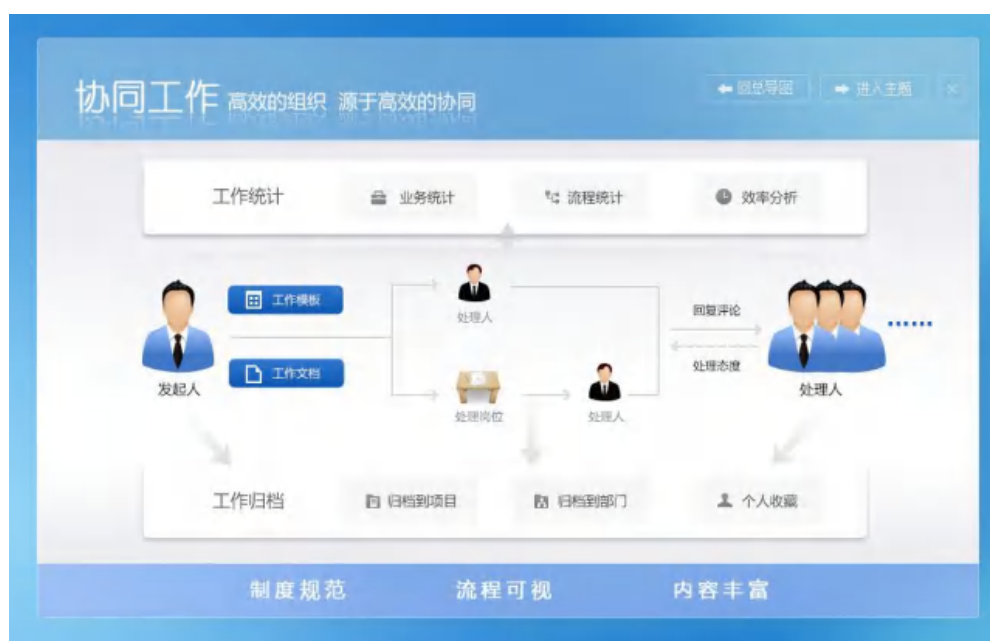 协同工作 高效的组织 源于高效的协同
回总导图 进入主题
工作统计 业务统计 流程统计 效率分析
工作模板
处理人
回复评论
处理态度
工作文档
发起人
处理岗位
处理人
处理人
工作归档 归档到项目 归档到部门 个人收藏
制度规范 流程可视 内容丰富